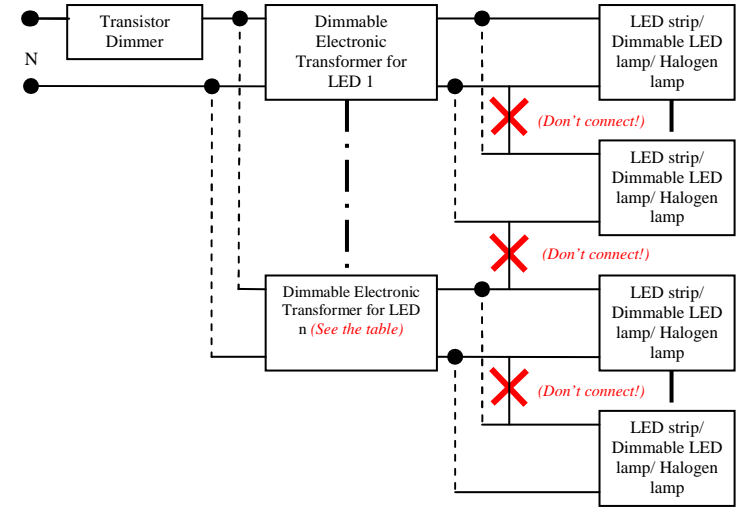 Transistor
Dimmer
N
Dimmable
Electronic
Transformer for
LED 1
LED strip/
Dimmable LED
lamp/ Halogen
lamp
(Don't connect!)
LED strip/
Dimmable LED
lamp/ Halogen
lamp
(Don't connect!)
Dimmable Electronic
Transformer for LED
n (See the table)
LED strip/
Dimmable LED
lamp/ Halogen
lamp
(Don't connect!)
LED strip/
Dimmable LED
lamp/ Halogen
lamp